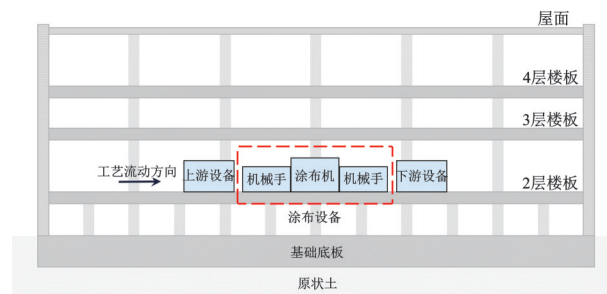 屋面
4层楼板
3层楼板
工艺流动方向
上游设备
机械手
涂布机
机械手
下游设备
2层楼板
涂布设备
基础底板
原状土